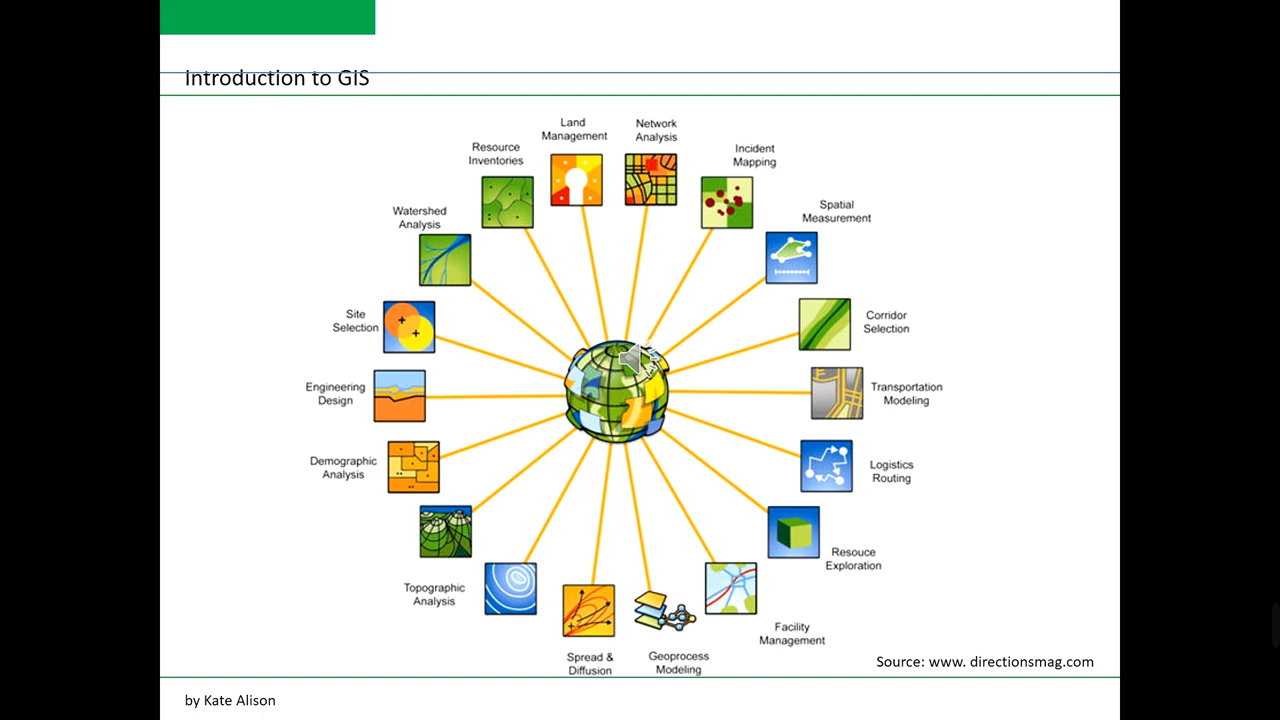 Introduction to GIS
Land
Management
Network
Analysis
Resource
Inventories
Incident
Mapping
Watershed
Analysis
Spatial
Measurement
Site
Selection
Corridor
Selection
Engineering
Design
Transportation
Modeling
Demographic
Analysis
Logistics
Routing
Resouce
Exploration
Topographic
Analysis
Facility
Management
Spread &
Diffusion
Geoprocess
Modeling
Source: www. directionsmag.com
by Kate Alison